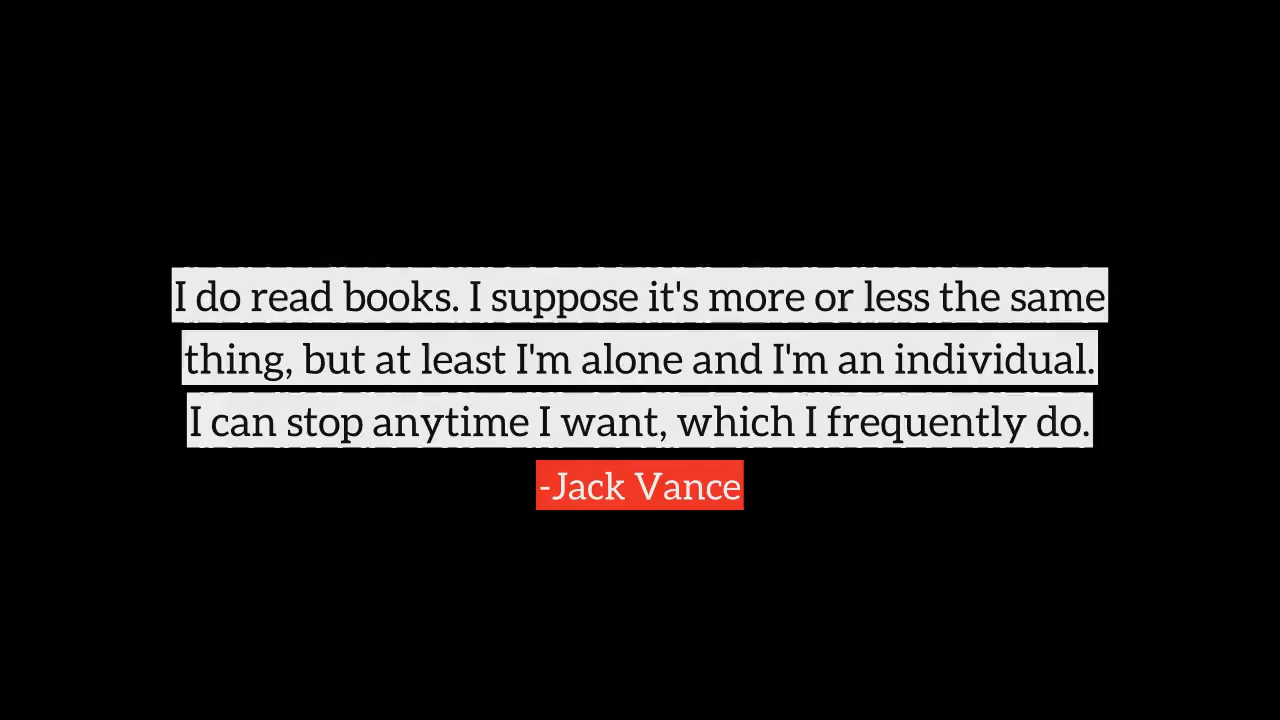 I do read books. I suppose it's more or less the same
thing, but at least I'm alone and I'm an individual.
I can stop anytime I want, which I frequently do.
-Jack Vance